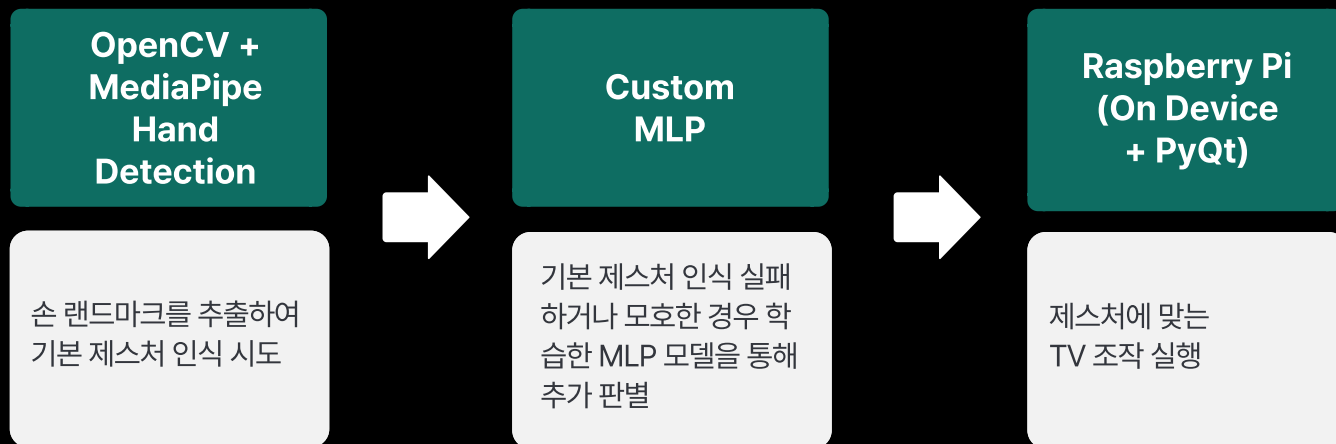 OpenCV +
MediaPipe
Hand
Detection
손 랜드마크를 추출하여
기본 제스처 인식 시도
Custom
MLP
기본 제스처 인식 실패
하거나 모호한 경우 학
습한 MLP 모델을 통해
추가 판별
Raspberry Pi
(On Device
+ PyQt)
제스처에 맞는
TV 조작 실행